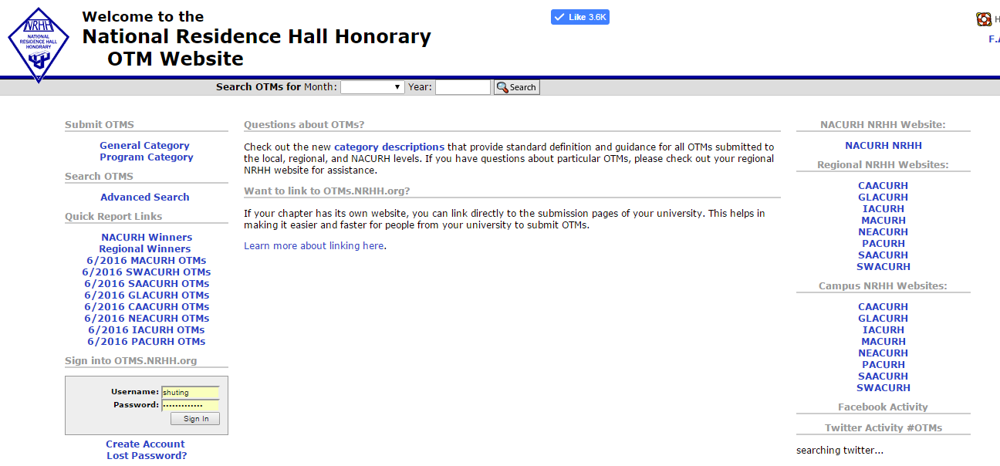 NRHH
NATIONAL
RESIDENCE HALL
HONORARY
Welcome to the
National Residence Hall Honorary
OTM Website
Like 3.6K
Search OTMs for Month: Year: Search
Submit OTMS
General Category
Program Category
Search OTMS
Advanced Search
Quick Report Links
NACURH Winners
Regional Winners
6/2016 MACURH OTMs
6/2016 SWACURH OTMs
6/2016 SAACURH OTMs
6/2016 GLACURH OTMs
6/2016 CAACURH OTMs
6/2016 NEACURH OTMs
6/2016 IACURH OTMs
6/2016 PACURH OTMs
Sign into OTMS.NRHH.org
Username: shuting
Password: •••••••••••••
Sign In
Create Account
Lost Password?
Questions about OTMs?
Check out the new category descriptions that provide standard definition and guidance for all OTMs submitted to
the local, regional, and NACURH levels. If you have questions about particular OTMs, please check out your regional
NRHH website for assistance.
Want to link to OTMs.NRHH.org?
If your chapter has its own website, you can link directly to the submission pages of your university. This helps in
making it easier and faster for people from your university to submit OTMs.
Learn more about linking here.
NACURH NRHH Website:
NACURH NRHH
Regional NRHH Websites:
CAACURH
GLACURH
IACURH
MACURH
NEACURH
PACURH
SAACURH
SWACURH
Campus NRHH Websites:
CAACURH
GLACURH
IACURH
MACURH
NEACURH
PACURH
SAACURH
SWACURH
Facebook Activity
Twitter Activity #OTMs
searching twitter...